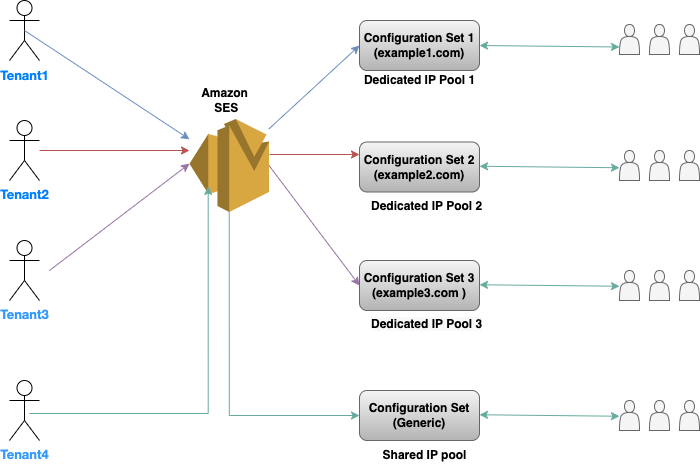 Tenant1
Amazon
SES
Configuration Set 1
(example1.com)
Dedicated IP Pool 1
Tenant2
Configuration Set 2
(example2.com)
Dedicated IP Pool 2
Tenant3
Configuration Set 3
(example3.com )
Dedicated IP Pool 3
Tenant4
Configuration Set
(Generic)
Shared IP pool